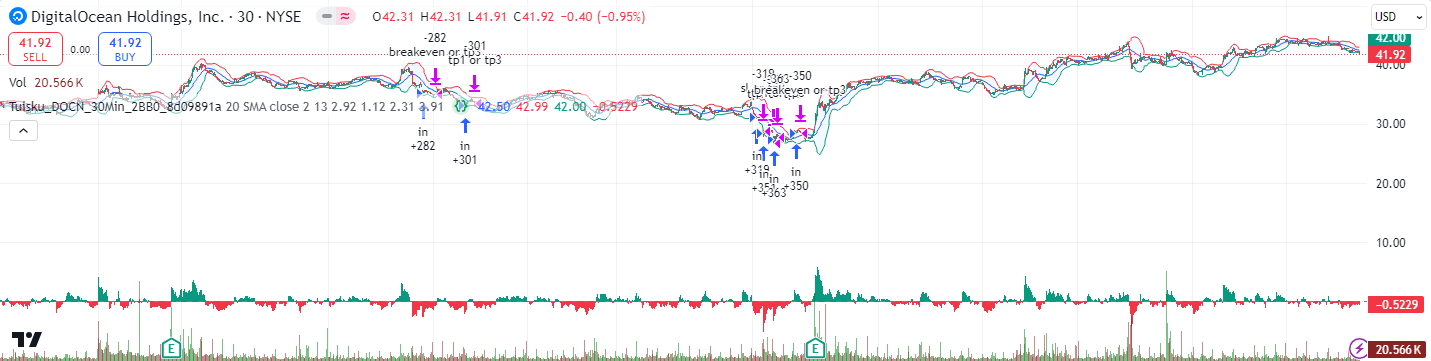 DigitalOcean Holdings, Inc. · 30 · NYSE O42.31 H42.31 L41.91 C41.92 −0.40 (−0.95%)
USD
41.92
SELL
0.00
41.92
BUY
Vol 20.566 K
Tulsku_DOCN_30Min_2BB0_8d09891a 20 SMA close 2 13 2.92 1.12 2.31 3.91 42.50 42.99 42.00 −0.5229
-282
breakeven or tp3
-301
tp1 or tp3
in
+282
in
+301
-319
-363
-350
breakeven or tp3
in
+319
in
+351
in
+363
in
+350
42.00
41.92
40.00
30.00
20.00
10.00
−0.5229
20.566 K
E
E